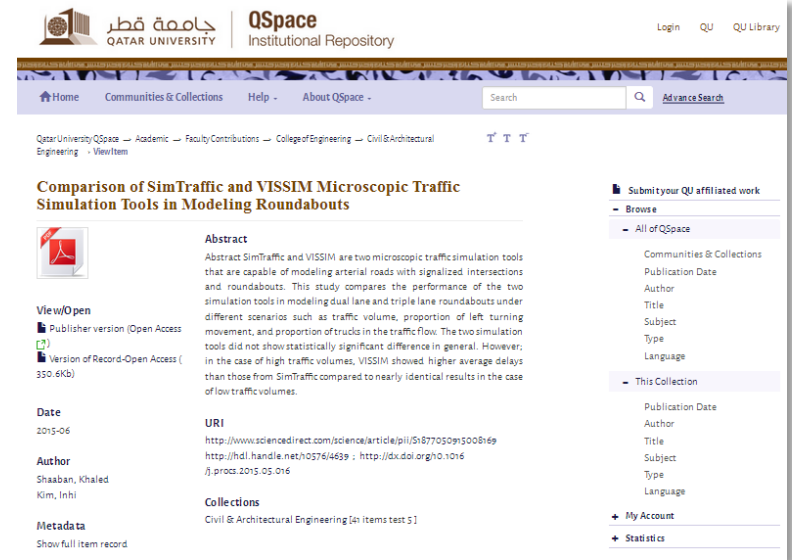 جامعة قطر
QATAR UNIVERSITY
QSpace
Institutional Repository
Login QU QU Library
Home Communities & Collections Help - About QSpace - Search Advance Search
Qatar University QSpace → Academic → Faculty Contributions → College of Engineering → Civil & Architectural
Engineering → View Item
T T T
Comparison of SimTraffic and VISSIM Microscopic Traffic
Simulation Tools in Modeling Roundabouts
PDF
View/Open
Publisher version (Open Access
)
Version of Record-Open Access (
350.6Kb)
Date
2015-06
Author
Shaaban, Khaled
Kim, Inhi
Metadata
Show full item record
Abstract
Abstract SimTraffic and VISSIM are two microscopic traffic simulation tools
that are capable of modeling arterial roads with signalized intersections
and roundabouts. This study compares the performance of the two
simulation tools in modeling dual lane and triple lane roundabouts under
different scenarios such as traffic volume, proportion of left turning
movement, and proportion of trucks in the traffic flow. The two simulation
tools did not show statistically significant difference in general. However,
in the case of high traffic volumes, VISSIM showed higher average delays
than those from SimTraffic compared to nearly identical results in the case
of low traffic volumes.
URI
http://www.sciencedirect.com/science/article/pii/S1877050915008169
http://hdl.handle.net/10576/4639 ; http://dx.doi.org/10.1016
/j.procs.2015.05.016
Collections
Civil & Architectural Engineering [41 items test 5 ]
Submit your QU affiliated work
– Browse
– All of QSpace
Communities & Collections
Publication Date
Author
Title
Subject
Type
Language
– This Collection
Publication Date
Author
Title
Subject
Type
Language
+ My Account
+ Statistics